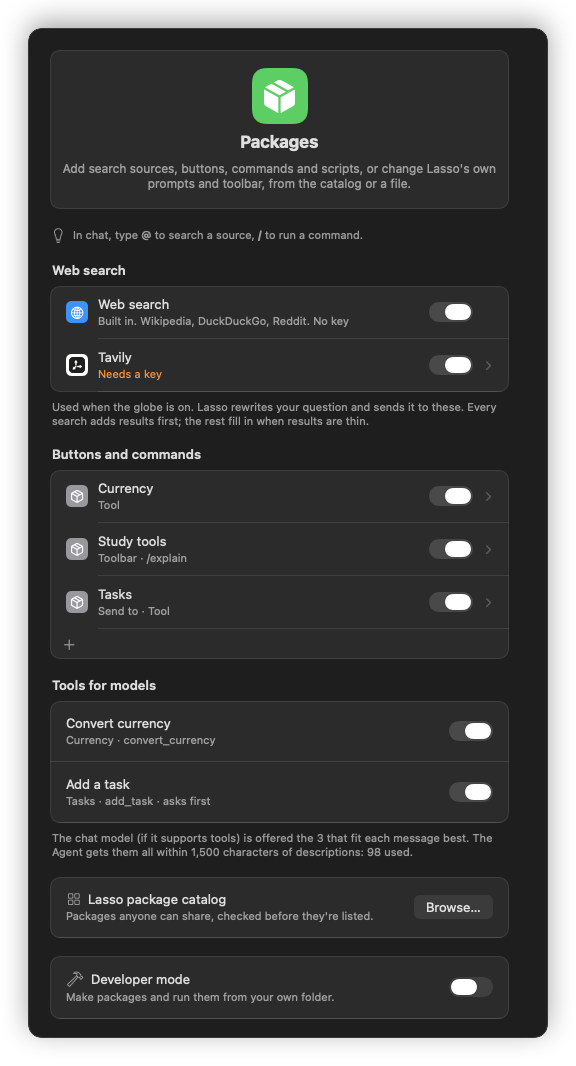 Packages
Add search sources, buttons, commands and scripts, or change Lasso's own
prompts and toolbar, from the catalog or a file.
In chat, type @ to search a source, / to run a command.
Web search
Web search
Built in. Wikipedia, DuckDuckGo, Reddit. No key
Tavily
Needs a key
Used when the globe is on. Lasso rewrites your question and sends it to these. Every
search adds results first; the rest fill in when results are thin.
Buttons and commands
Currency
Tool
Study tools
Toolbar · /explain
Tasks
Send to · Tool
Tools for models
Convert currency
Currency · convert_currency
Add a task
Tasks · add_task · asks first
The chat model (if it supports tools) is offered the 3 that fit each message best. The
Agent gets them all within 1,500 characters of descriptions: 98 used.
Lasso package catalog
Packages anyone can share, checked before they're listed.
Browse...
Developer mode
Make packages and run them from your own folder.